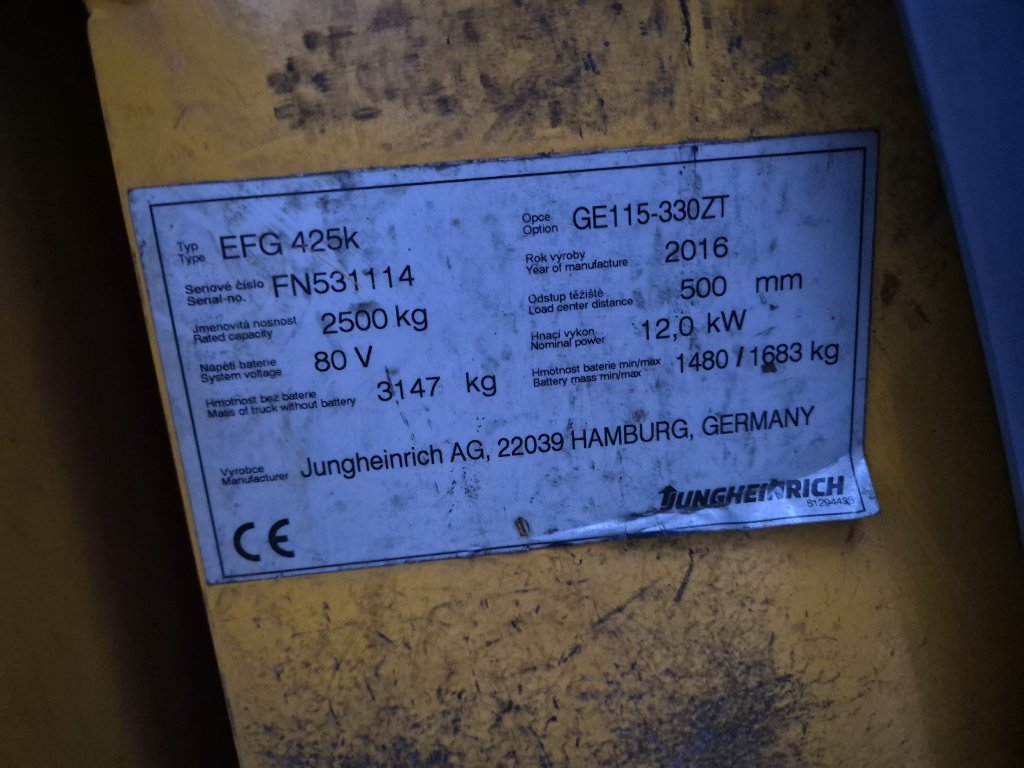 Typ EFG 425k Opce GE115-330ZT
Type Option
Seriové číslo FN531114 Rok výroby 2016
Serial-no. Year of manufacture
Jmenovitá nosnost 2500 kg Odstup těžiště 500 mm
Rated capacity Load center distance
Napětí baterie 80 V Hnací vykon 12,0 kW
System voltage Nominal power
Hmotnost bez baterie 3147 kg Hmotnost baterie min/max 1480 / 1683 kg
Mass of truck without battery Battery mass min/max
Vyrobce Jungheinrich AG, 22039 HAMBURG, GERMANY
Manufacturer
JUNGHEINRICH
CE